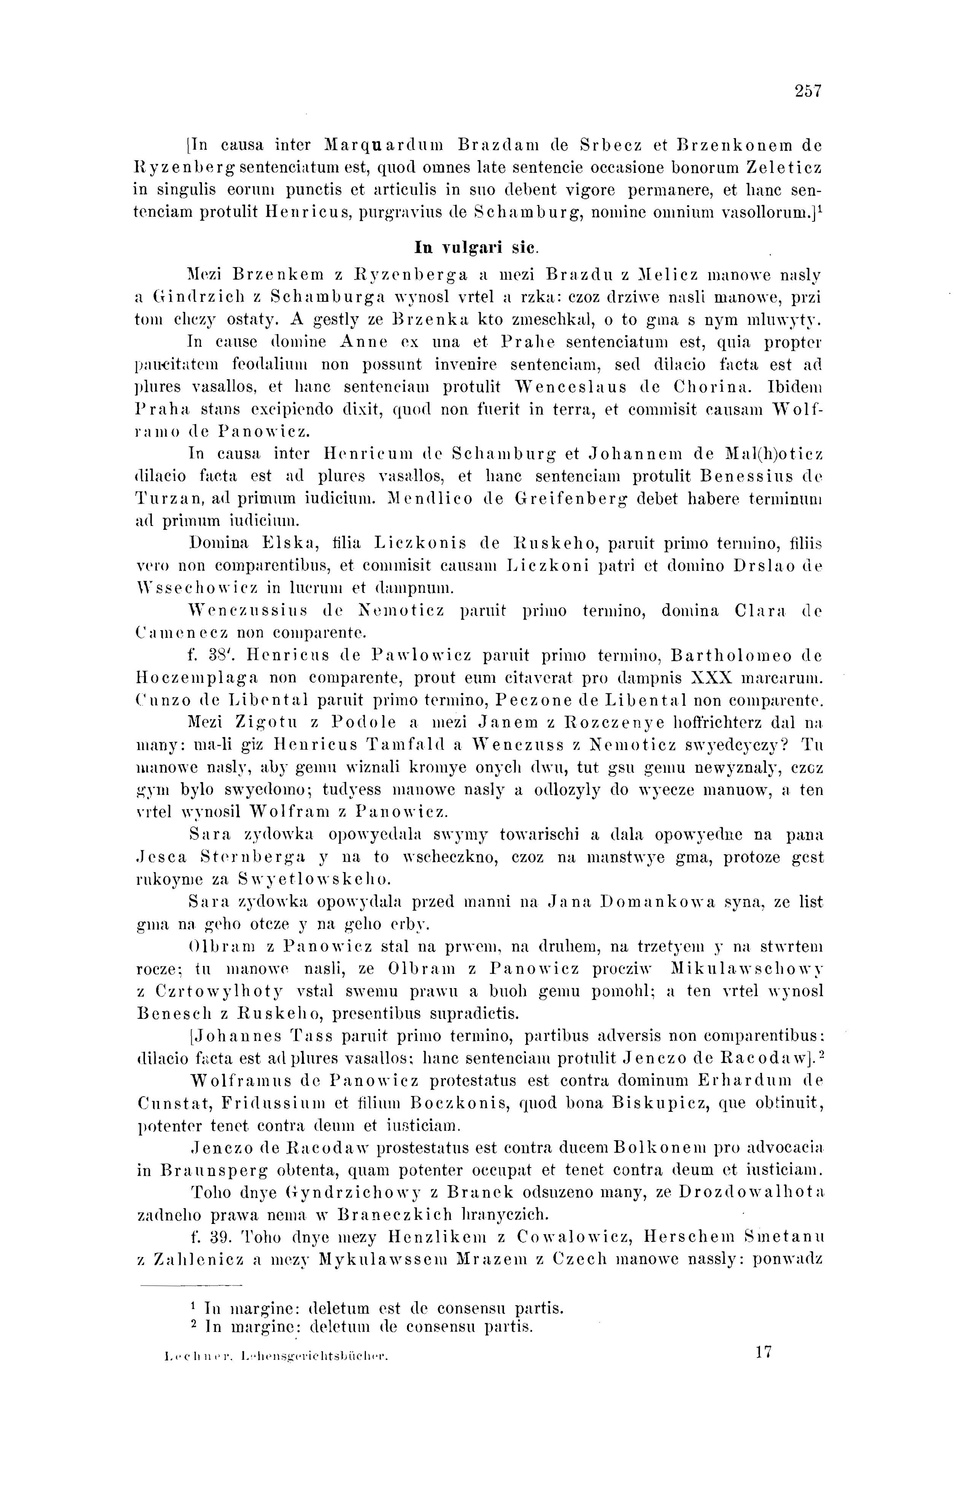 257
[In causa inter Marquardum Brazdam de Srbecz et Brzenkonem de
Ryzenberg sentenciatum est, quod omnes late sentencie occasione bonorum Zeleticz
in singulis eorum punctis et articulis in suo debent vigore permanere, et hanc sen-
tenciam protulit Henricus, purgravius de Schamburg, nomine omnium vasollorum.]¹
In vulgari sic.
Mezi Brzenkem z Ryzenberga a mezi Brazdu z Melicz manowe nasly
a Gindrzich z Schamburga wynosl vrtel a rzka: czoz drziwe nasli manowe, przi
tom chczy ostaty. A gestly ze Brzenka kto zmeschkal, o to gma s nym mluwyty.
In cause domine Anne ex una et Prahe sentenciatum est, quia propter
paucitatem feodalium non possunt invenire sentenciam, sed dilacio facta est ad
plures vasallos, et hanc sentenciam protulit Wenceslaus de Chorina. Ibidem
Praha stans excipiendo dixit, quod non fuerit in terra, et commisit causam Wolf-
ramo de Panowicz.
In causa inter Henricum de Schamburg et Johannem de Mal(h)oticz
dilacio facta est ad plures vasallos, et hanc sentenciam protulit Benessius de
Turzan, ad primum iudicium. Mendlico de Greifenberg debet habere terminum
ad primum iudicium.
Domina Elska, filia Liczkonis de Ruskeho, paruit primo termino, filiis
vero non comparentibus, et commisit causam Liczkoni patri et domino Drslao de
Wssechowicz in lucrum et dampnum.
Wenczussius de Nemoticz paruit primo termino, domina Clara de
Camenecz non comparente.
f. 38′. Henricus de Pawlowicz paruit primo termino, Bartholomeo de
Hoczemplaga non comparente, prout eum citaverat pro dampnis XXX marcarum.
Cunzo de Libental paruit primo termino, Peczone de Libental non comparente.
Mezi Zigotu z Podole a mezi Janem z Rozczenye hoffrichterz dal na
many: ma-li giz Henricus Tamfald a Wenczuss z Nemoticz swyedcyczy? Tu
manowe nasly, aby gemu wiznali kromye onych dwu, tut gsu gemu newyznaly, czez
gym bylo swyedomo; tudyess manowe nasly a odlozyly do wyecze manuow, a ten
vrtel wynosil Wolfram z Panowicz.
Sara zydowka opowyedala swymy towarischi a dala opowyedne na pana
Jesca Sternberga y na to wscheczkno, czoz na manstwye gma, protoze gest
rukoyme za Swyetlowskeho.
Sara zydowka opowydala przed manni na Jana Domankowa syna, ze list
gma na geho otcze y na geho erby.
Olbram z Panowicz stal na prwem, na druhem, na trzetyem y na stwrtem
rocze; tu manowe nasli, ze Olbram z Panowicz procziw Mikulawschowy
z Czrtowylhoty vstal swemu prawu a buoh gemu pomohl; a ten vrtel wynosl
Benesch z Ruskeho, presentibus supradictis.
[Johannes Tass paruit primo termino, partibus adversis non comparentibus;
dilacio facta est ad plures vasallos; hanc sentenciam protulit Jenczo de Racodaw].²
Wolframus de Panowicz protestatus est contra dominum Erhardum de
Cunstat, Fridussium et filium Boczkonis, quod bona Biskupicz, que obtinuit,
potenter tenet contra deum et iusticiam.
Jenczo de Racodaw prostestatus est contra ducem Bolkonem pro advocacia
in Braunsperg obtenta, quam potenter occupat et tenet contra deum et iusticiam.
Toho dnye Gyndrzichowy z Branek odsuzeno many, ze Drozdowalhota
zadneho prawa nema w Braneczkich hranyczich.
f. 39. Toho dnye mezy Henzlikem z Cowalowicz, Herschem Smetanu
z Zahlenicz a mezy Mykulawssem Mrazem z Czech manowe nassly: ponwadz
¹ In margine: deletum est de consensu partis.
² In margine: deletum de consensu partis.
Lechner. Lehensgerichtsbücher.
17